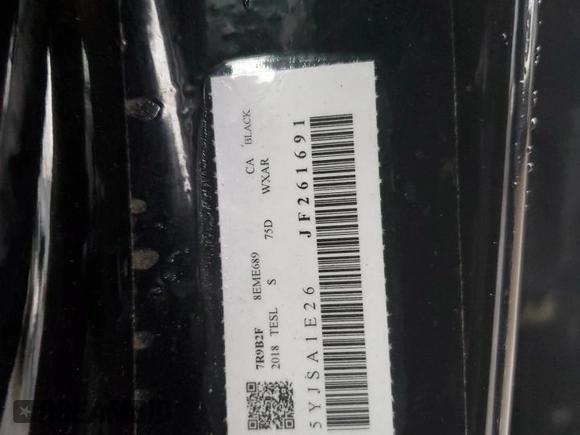 7R9B2F 8EME689 CA
2018 TESL S 75D WXAR BLACK
5YJSA1E26 JF261691